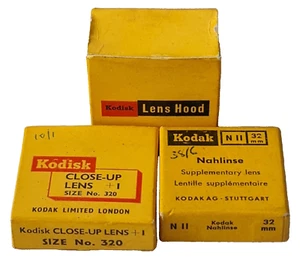 Kodisk Lens Hood
10/1
Kodisk
CLOSE-UP
LENS +1
SIZE No. 320
KODAK LIMITED LONDON
Kodisk CLOSE-UP LENS +1
SIZE No. 320
Kodak N II 32 mm
Nahlinse
Supplementary lens
Lentille supplémentaire
KODAK AG - STUTTGART
N II Kodak Nahlinse 32 mm